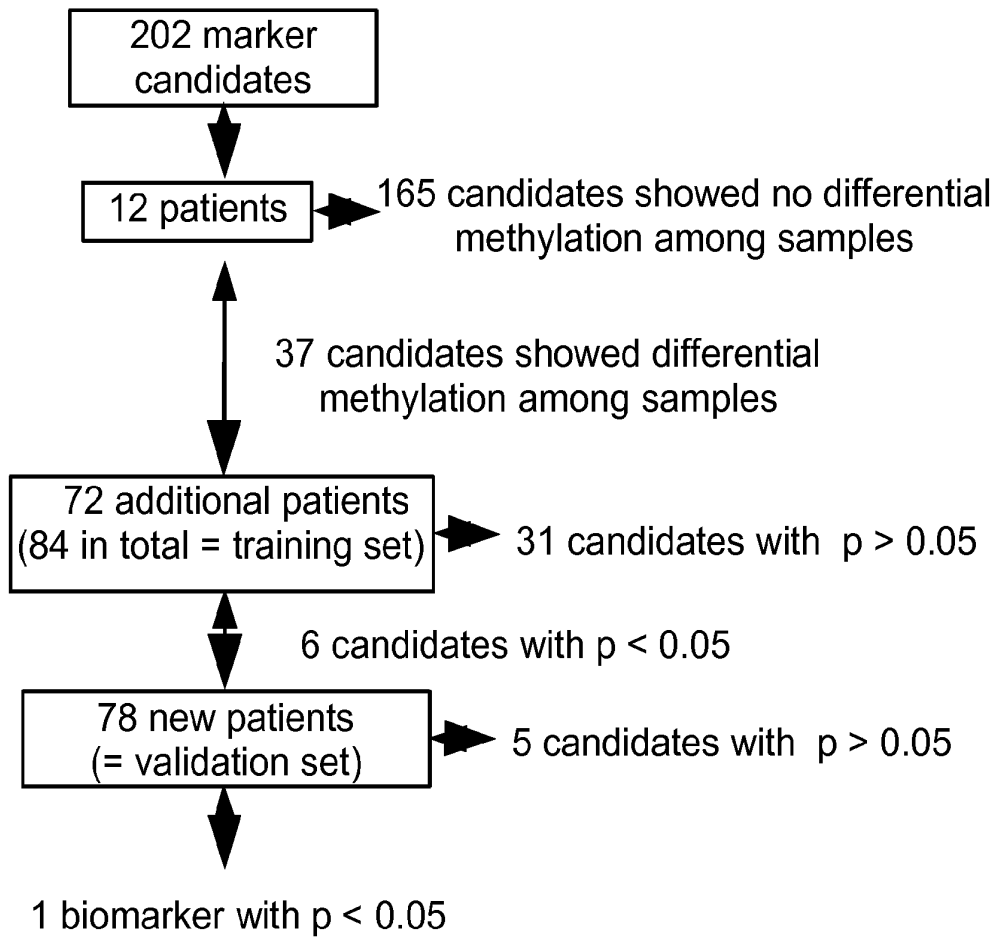 202 marker
candidates
12 patients
165 candidates showed no differential
methylation among samples
37 candidates showed differential
methylation among samples
72 additional patients
(84 in total = training set)
31 candidates with p > 0.05
6 candidates with p < 0.05
78 new patients
(= validation set)
5 candidates with p > 0.05
1 biomarker with p < 0.05